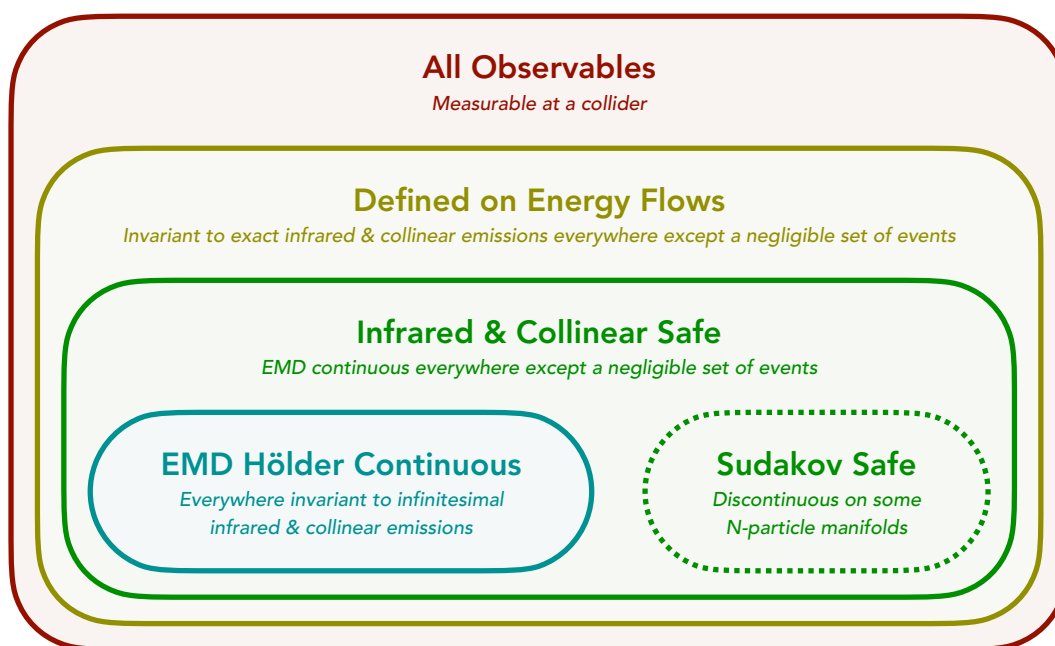 All Observables
Measurable at a collider
Defined on Energy Flows
Invariant to exact infrared & collinear emissions everywhere except a negligible set of events
Infrared & Collinear Safe
EMD continuous everywhere except a negligible set of events
EMD Hölder Continuous
Everywhere invariant to infinitesimal
infrared & collinear emissions
Sudakov Safe
Discontinuous on some
N-particle manifolds